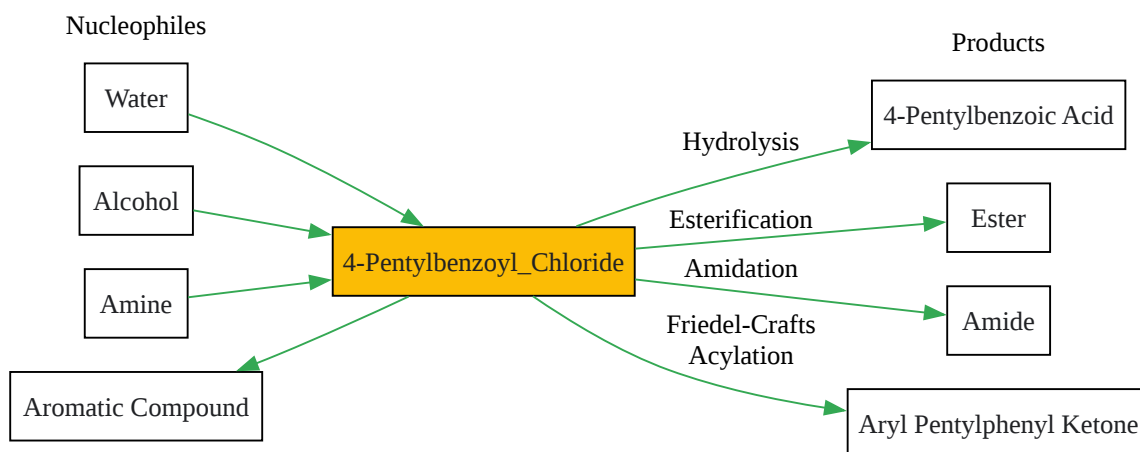 Nucleophiles
Water
Alcohol
Amine
Aromatic Compound
4-Pentylbenzoyl_Chloride
Hydrolysis
Esterification
Amidation
Friedel-Crafts
Acylation
Products
4-Pentylbenzoic Acid
Ester
Amide
Aryl Pentylphenyl Ketone